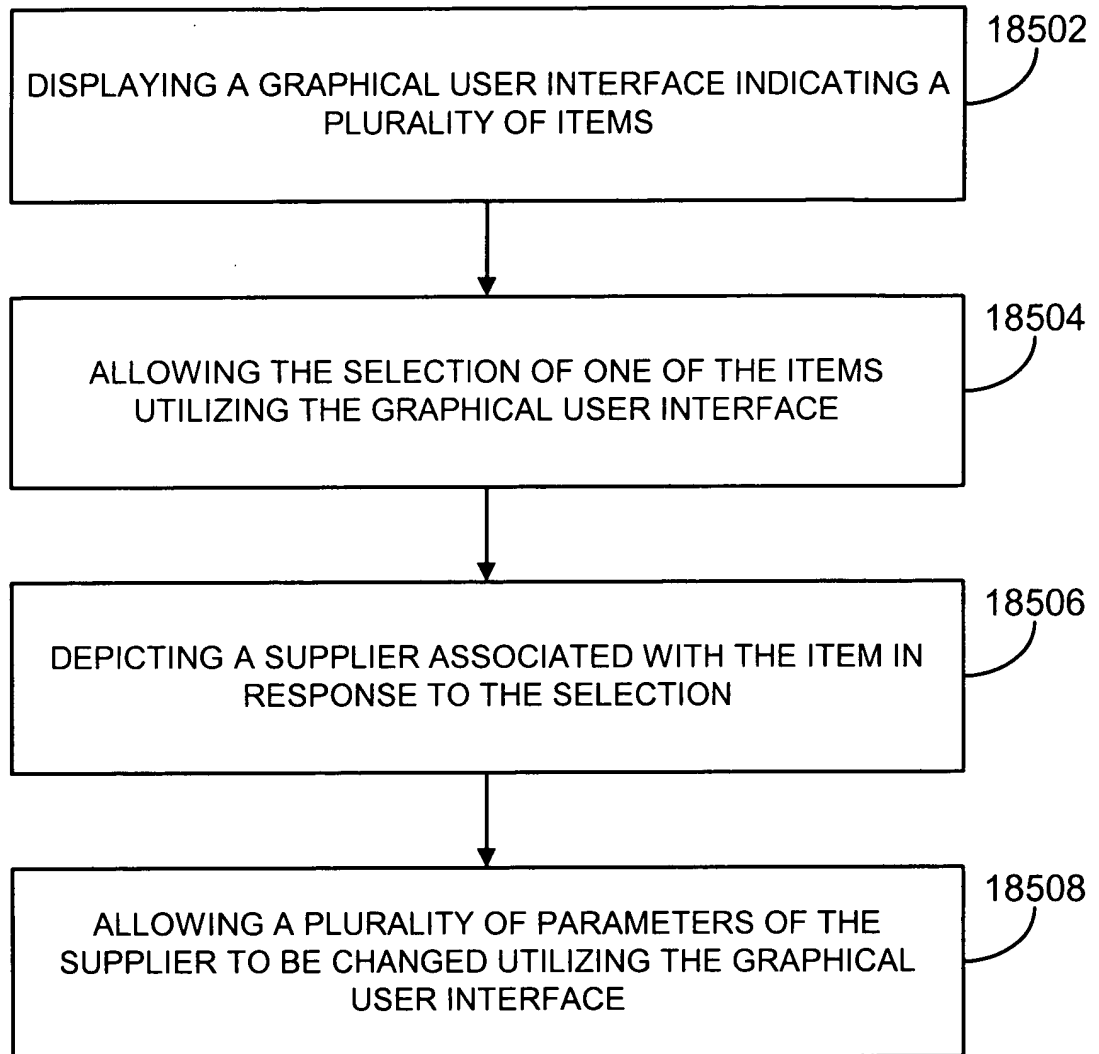 18502
DISPLAYING A GRAPHICAL USER INTERFACE INDICATING A
PLURALITY OF ITEMS
18504
ALLOWING THE SELECTION OF ONE OF THE ITEMS
UTILIZING THE GRAPHICAL USER INTERFACE
18506
DEPICTING A SUPPLIER ASSOCIATED WITH THE ITEM IN
RESPONSE TO THE SELECTION
18508
ALLOWING A PLURALITY OF PARAMETERS OF THE
SUPPLIER TO BE CHANGED UTILIZING THE GRAPHICAL
USER INTERFACE